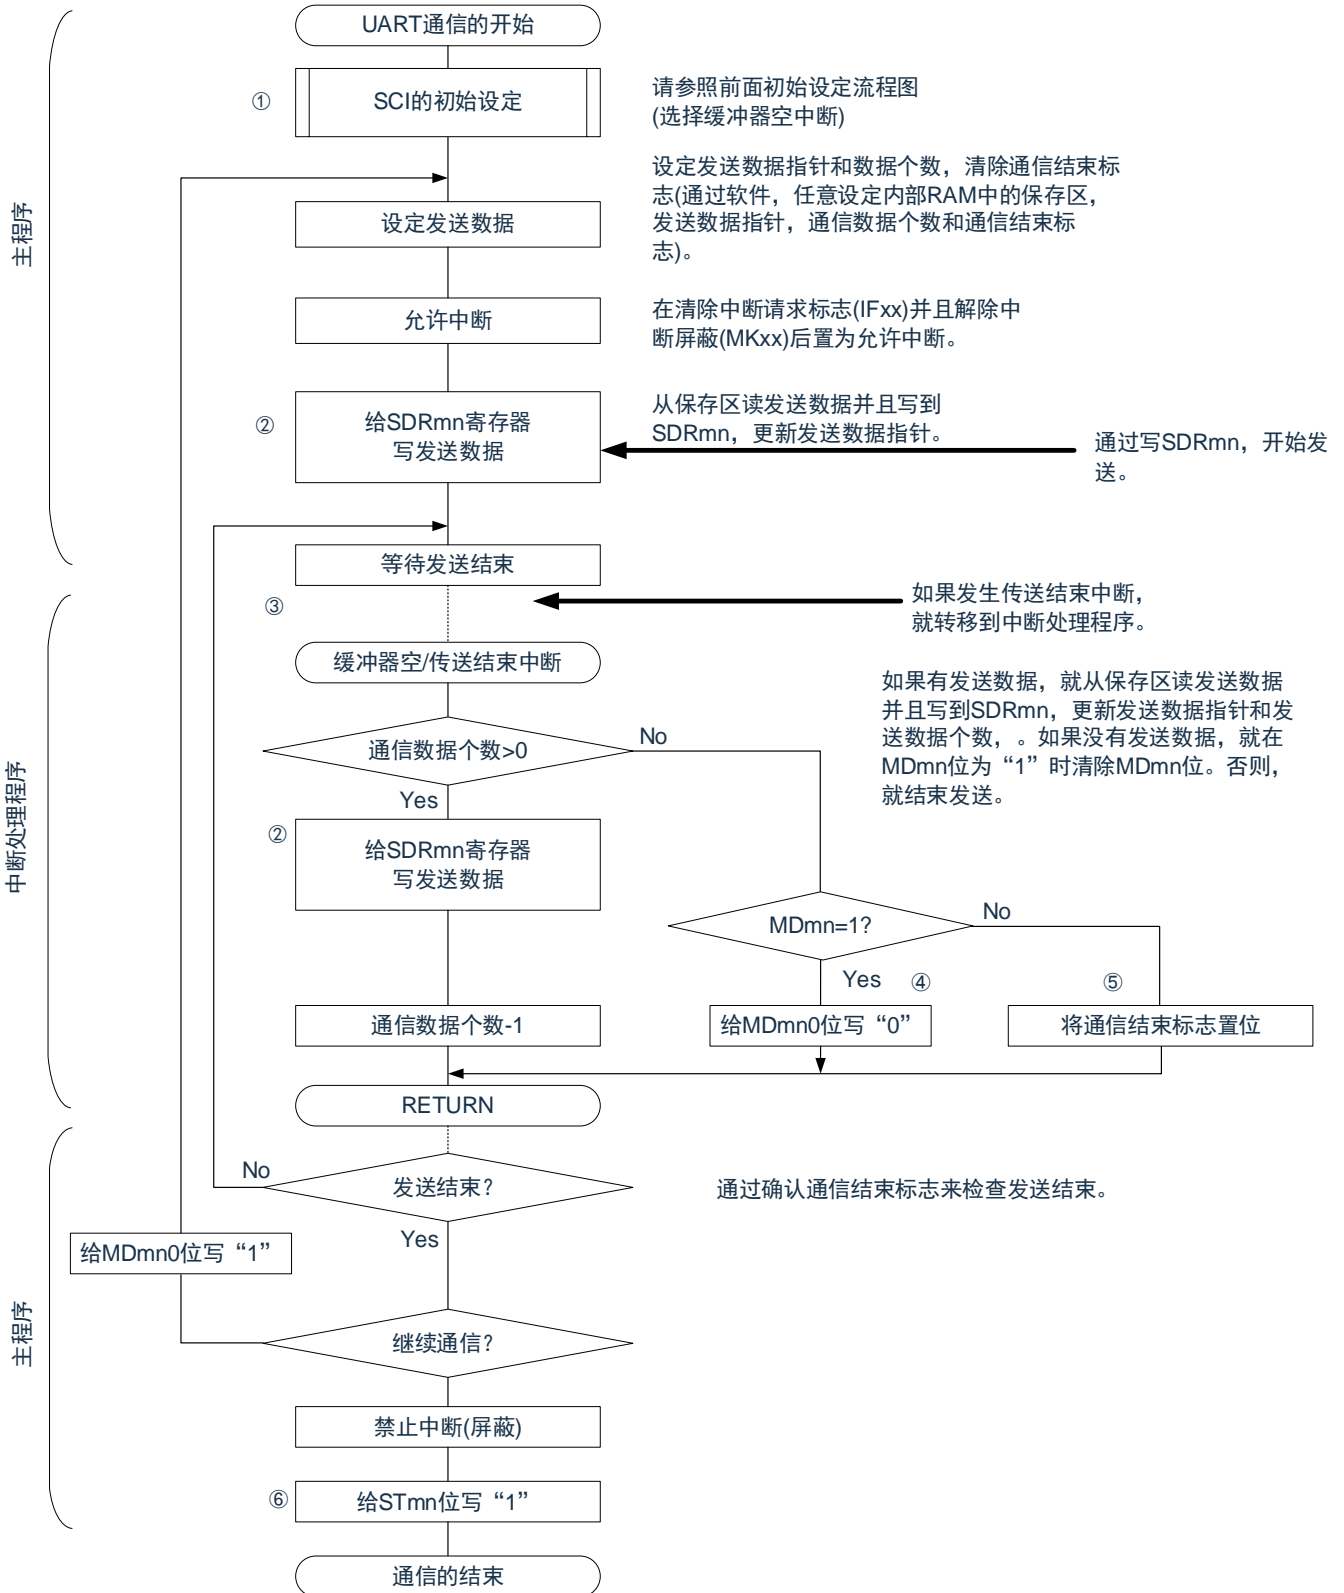 UART通信的开始
①
SCI的初始设定
请参照前面初始设定流程图
(选择缓冲器空中断)
主程序
设定发送数据指针和数据个数，清除通信结束标
志(通过软件，任意设定内部RAM中的保存区，
发送数据指针，通信数据个数和通信结束标
志)。
设定发送数据
允许中断
在清除中断请求标志(IFxx)并且解除中
断屏蔽(MKxx)后置为允许中断。
②
给SDRmn寄存器
写发送数据
从保存区读发送数据并且写到
SDRmn，更新发送数据指针。
通过写SDRmn，开始发
送。
等待发送结束
③
如果发生传送结束中断，
就转移到中断处理程序。
缓冲器空/传送结束中断
中断处理程序
如果有发送数据，就从保存区读发送数据
并且写到SDRmn，更新发送数据指针和发
送数据个数，。如果没有发送数据，就在
MDmn位为“1”时清除MDmn位。否则，
就结束发送。
通信数据个数>0
No
Yes
②
给SDRmn寄存器
写发送数据
MDmn=1?
No
Yes
④
⑤
通信数据个数-1
给MDmn0位写“0”
将通信结束标志置位
RETURN
No
发送结束?
通过确认通信结束标志来检查发送结束。
Yes
给MDmn0位写“1”
主程序
继续通信?
禁止中断(屏蔽)
⑥
给STmn位写“1”
通信的结束